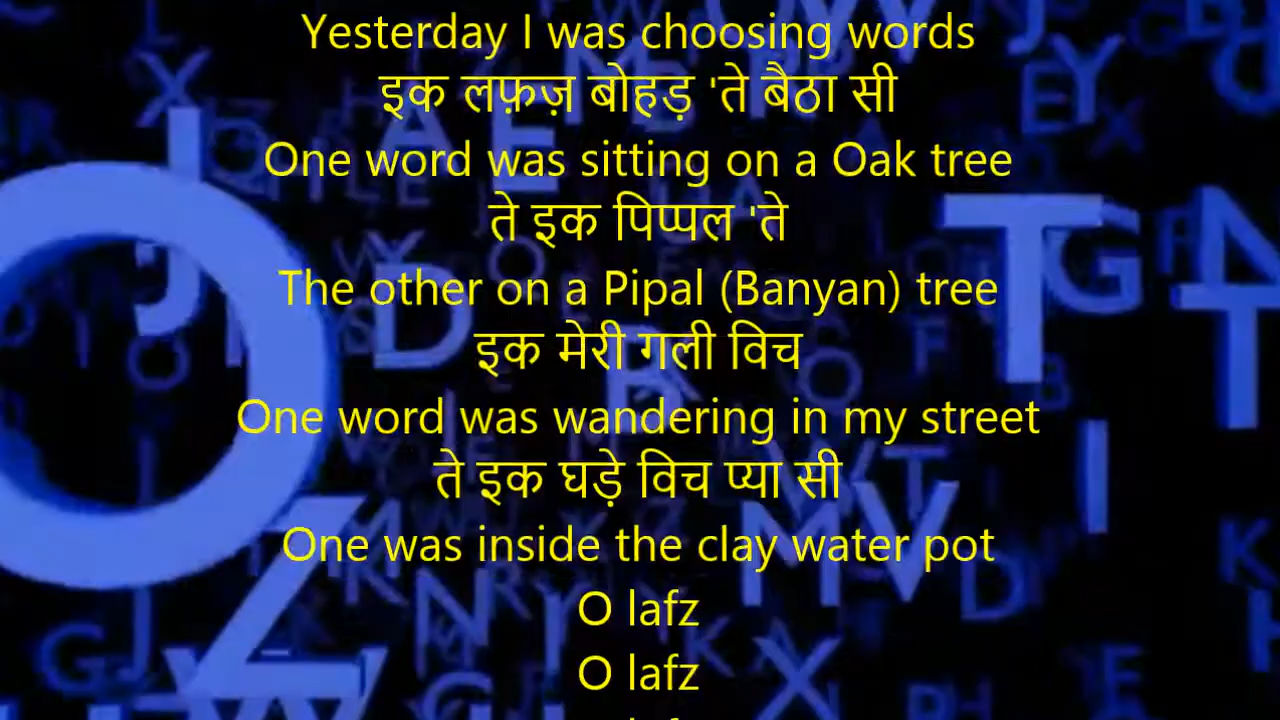 Yesterday I was choosing words
इक लफ़ज़ बोहड़ 'ते बैठा सी
One word was sitting on a Oak tree
ते इक पिप्पल 'ते
The other on a Pipal (Banyan) tree
इक मेरी गली विच
One word was wandering in my street
ते इक घड़े विच प्या सी
One was inside the clay water pot
O lafz
O lafz